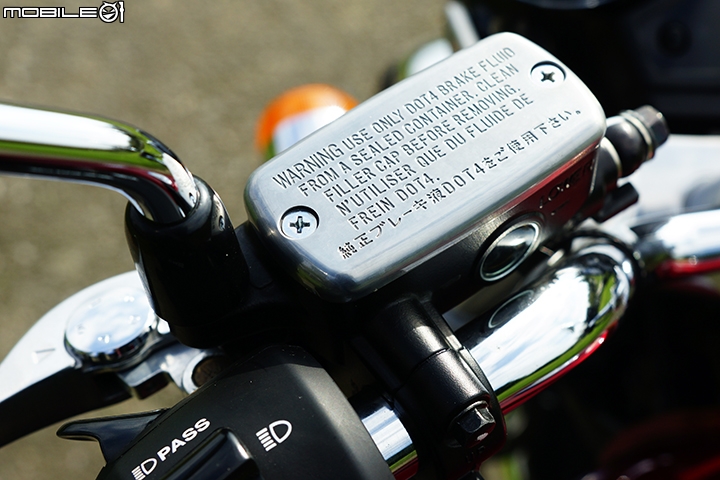 MOBILE01
WARNING USE ONLY DOT4 BRAKE FLUID
FROM A SEALED CONTAINER. CLEAN
FILLER CAP BEFORE REMOVING.
N'UTILISER QUE DU FLUIDE DE
FREIN DOT4.
純正ブレーキ液DOT4をご使用下さい。
PASS